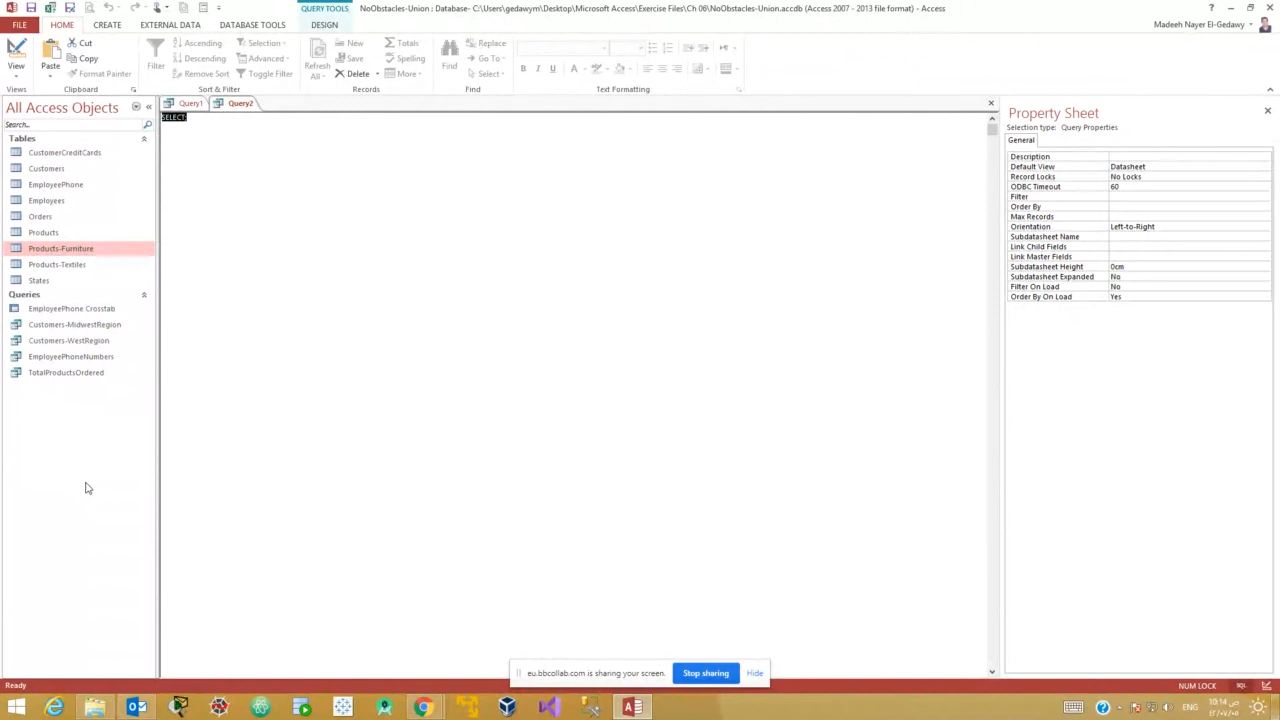 QUERY TOOLS
NoObstacles-Union : Database- C:\Users\gedawym\Desktop\Microsoft Access\Exercise Files\Ch 06\NoObstacles-Union.accdb (Access 2007 - 2013 file format) - Access
?
FILE HOME CREATE EXTERNAL DATA DATABASE TOOLS DESIGN
Madeeh Nayer El-Gedawy
View
Views
Paste
Cut
Copy
Format Painter
Clipboard
Filter
Ascending
Descending
Remove Sort
Selection
Advanced
Toggle Filter
Sort & Filter
Refresh
All
New
Save
Delete
Totals
Spelling
More
Records
Find
Replace
Go To
Select
Find
B I U A
Text Formatting
All Access Objects
Search...
Tables
CustomerCreditCards
Customers
EmployeePhone
Employees
Orders
Products
Products-Furniture
Products-Textiles
States
Queries
EmployeePhone Crosstab
Customers-MidwestRegion
Customers-WestRegion
EmployeePhoneNumbers
TotalProductsOrdered
Query1 Query2
SELECT;
Property Sheet
Selection type: Query Properties
General
Description
Default View Datasheet
Record Locks No Locks
ODBC Timeout 60
Filter
Order By
Max Records
Orientation Left-to-Right
Subdatasheet Name
Link Child Fields
Link Master Fields
Subdatasheet Height 0cm
Subdatasheet Expanded No
Filter On Load No
Order By On Load Yes
eu.bbcollab.com is sharing your screen. Stop sharing Hide
Ready
NUM LOCK SQL
ENG